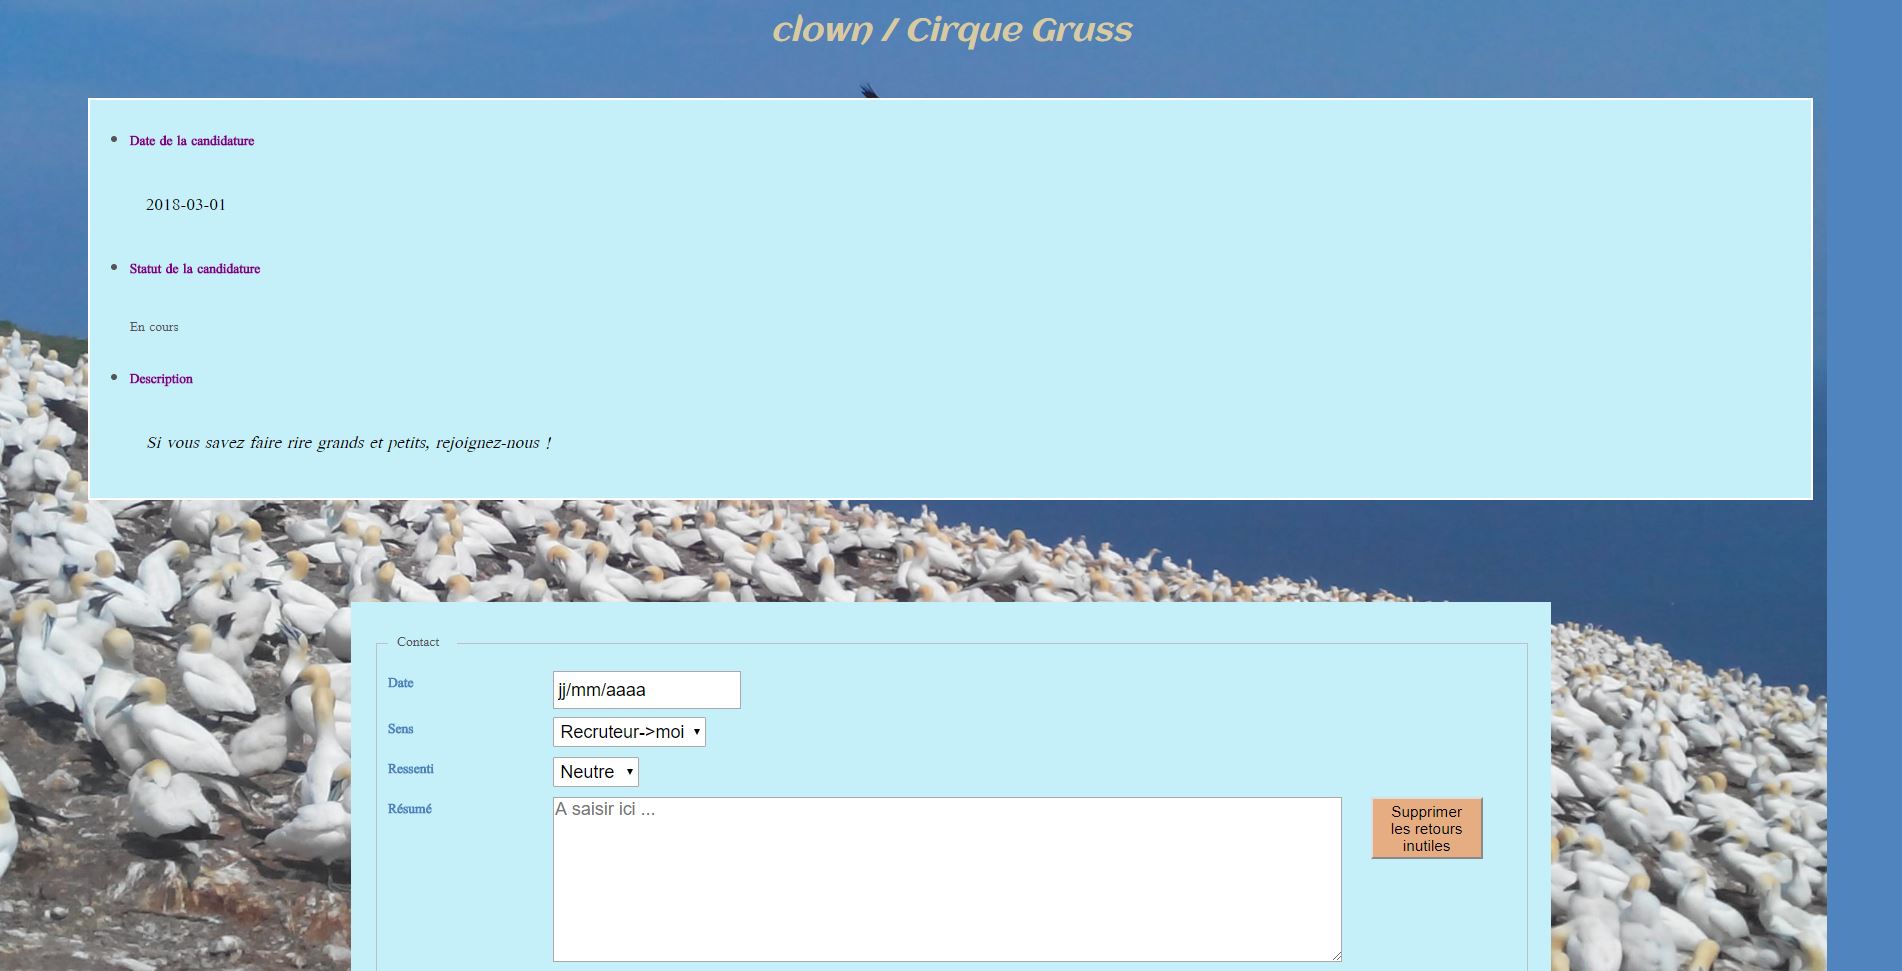 clown / Cirque Gruss
Date de la candidature
2018-03-01
Statut de la candidature
En cours
Description
Si vous savez faire rire grands et petits, rejoignez-nous !
Contact
Date
jj/mm/aaaa
Sens
Recruteur->moi
Ressenti
Neutre
Résumé
A saisir ici ...
Supprimer
les retours
inutiles